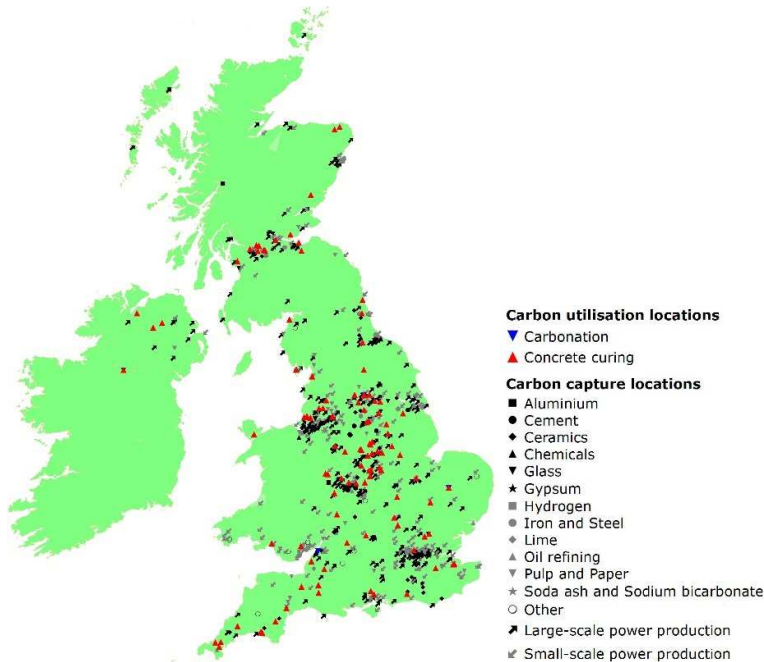 Carbon utilisation locations
Carbonation
Concrete curing
Carbon capture locations
Aluminium
Cement
Ceramics
Chemicals
Glass
Gypsum
Hydrogen
Iron and Steel
Lime
Oil refining
Pulp and Paper
Soda ash and Sodium bicarbonate
Other
Large-scale power production
Small-scale power production